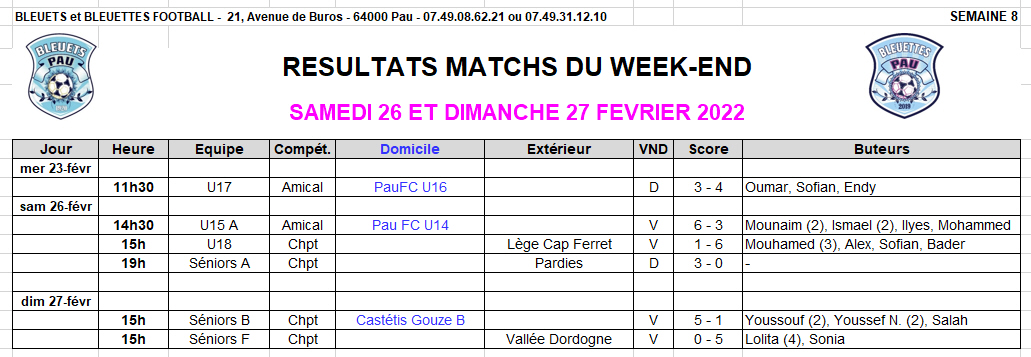 BLEUETS et BLEUETTES FOOTBALL - 21, Avenue de Buros - 64000 Pau - 07.49.08.62.21 ou 07.49.31.12.10 SEMAINE 8
BLEUETS PAU
BLEUETTES PAU 2019
RESULTATS MATCHS DU WEEK-END
SAMEDI 26 ET DIMANCHE 27 FEVRIER 2022
Jour Heure Equipe Compét. Domicile Extérieur VND Score Buteurs
mer 23-févr
11h30 U17 Amical PauFC U16 D 3 - 4 Oumar, Sofian, Endy
sam 26-févr
14h30 U15 A Amical Pau FC U14 V 6 - 3 Mounaim (2), Ismael (2), Ilyes, Mohammed
15h U18 Chpt Lège Cap Ferret V 1 - 6 Mouhamed (3), Alex, Sofian, Bader
19h Séniors A Chpt Pardies D 3 - 0 -
dim 27-févr
15h Séniors B Chpt Castétis Gouze B V 5 - 1 Youssouf (2), Youssef N. (2), Salah
15h Séniors F Chpt Vallée Dordogne V 0 - 5 Lolita (4), Sonia